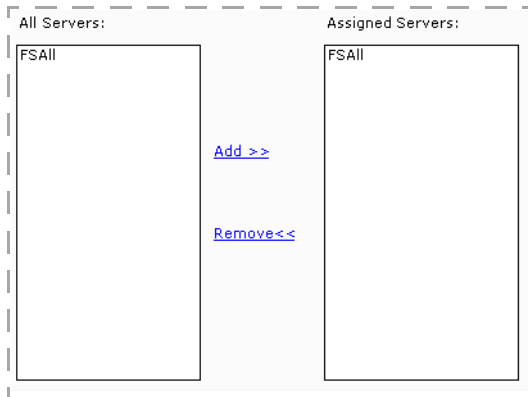 All Servers:
Assigned Servers:
FSAll
FSAll
Add >>
Remove<<